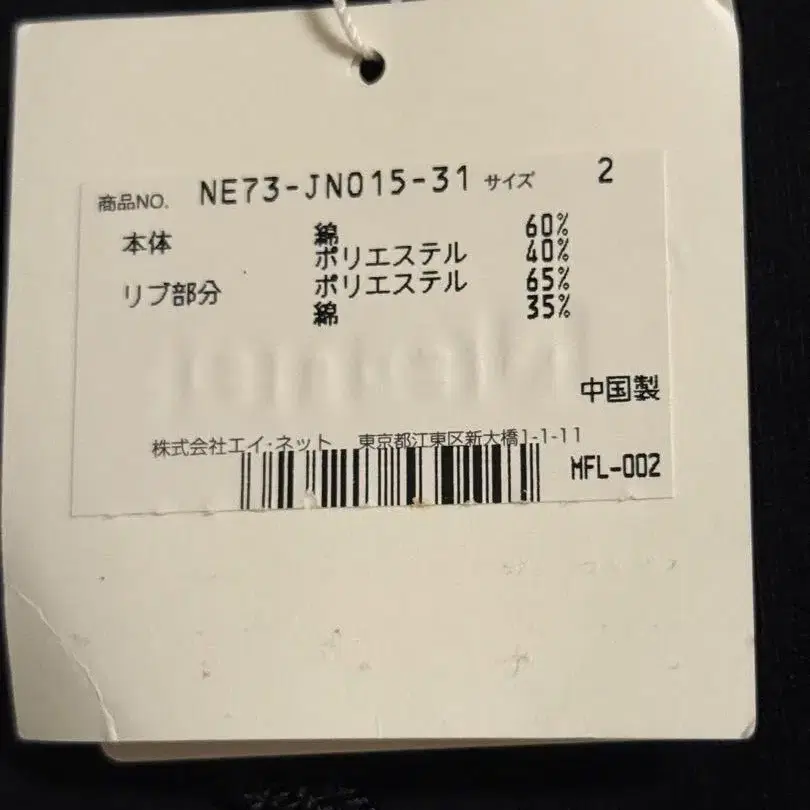 商品NO. NE73-JN015-31 サイズ 2
本体 綿 60%
ポリエステル 40%
リブ部分 ポリエステル 65%
綿 35%
中国製
株式会社エイ・ネット 東京都江東区新大橋1-1-11
MFL-002